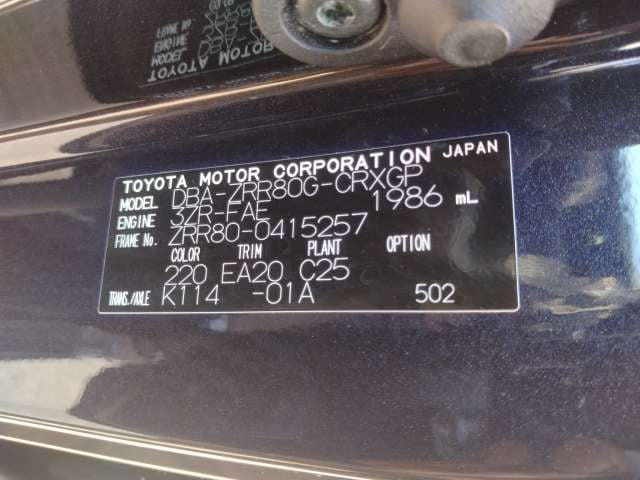 TOYOTA MOTOR CORPORATION JAPAN
MODEL DBA-ZRR80G-CRXGP
ENGINE 3ZR-FAE 1986 mL
FRAME No. ZRR80-0415257
COLOR TRIM PLANT OPTION
220 EA20 C25
TRANS./AXLE K114 -01A 502